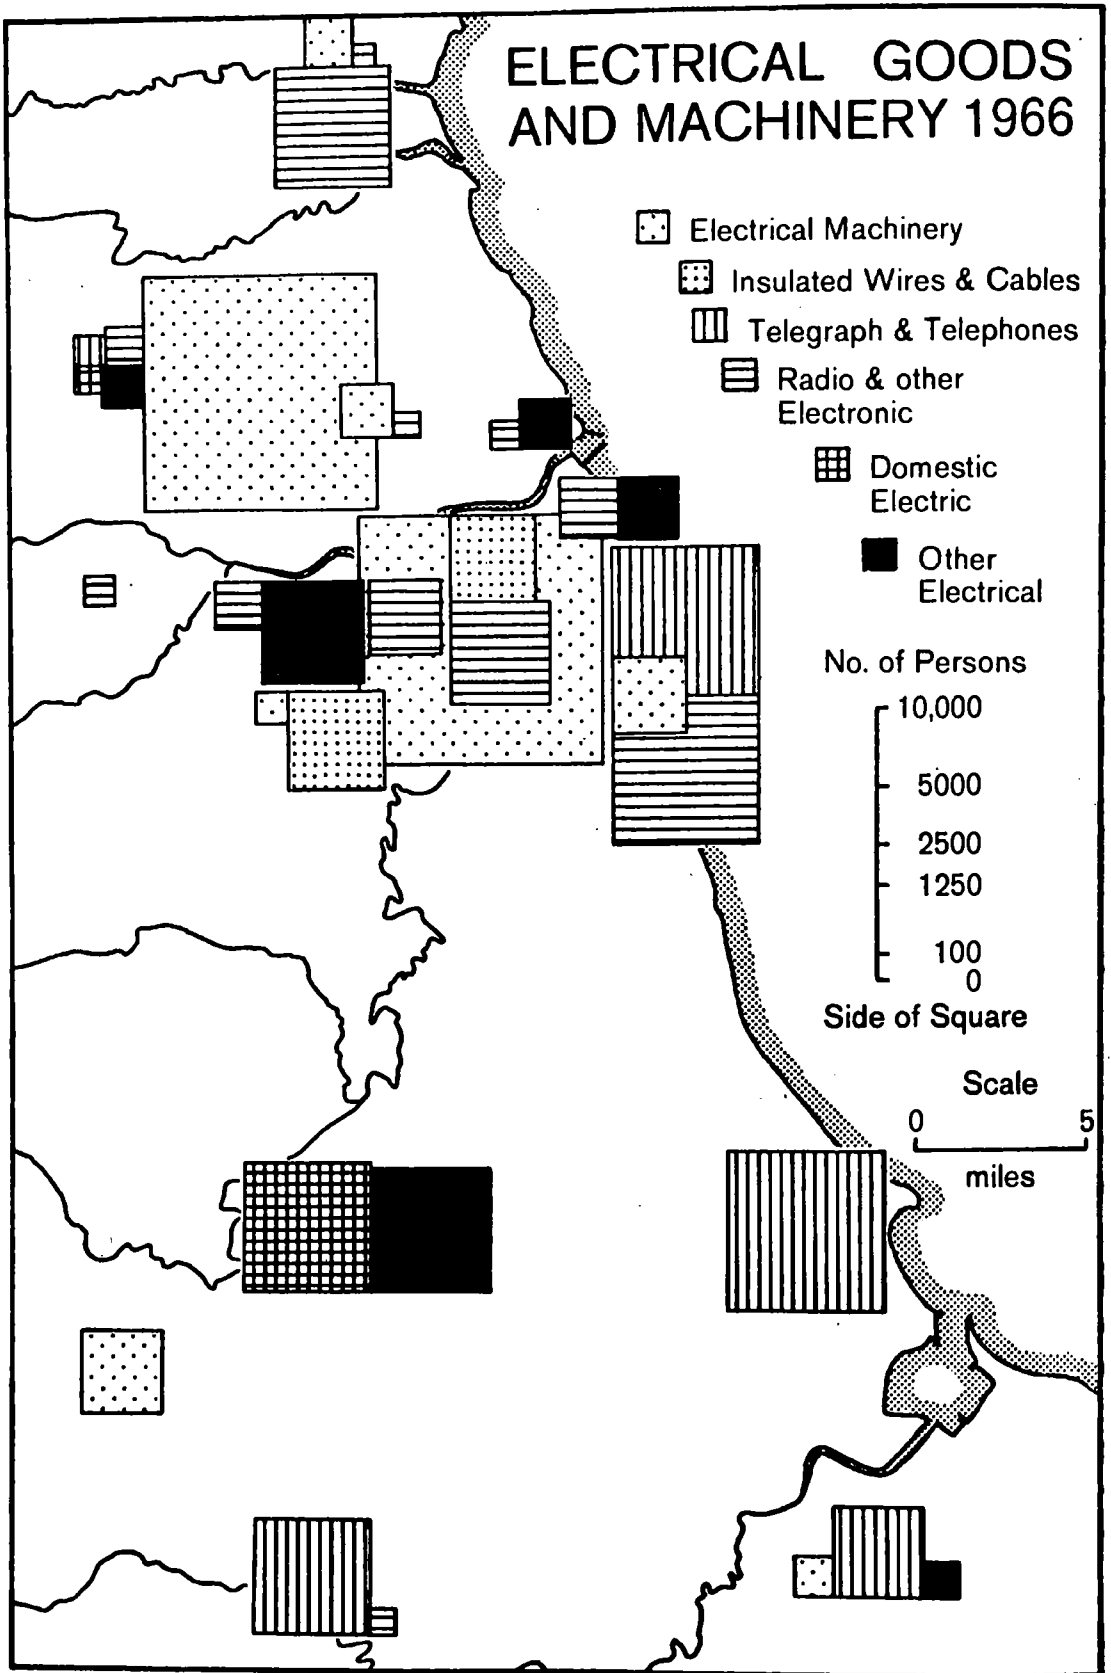 ELECTRICAL GOODS
AND MACHINERY 1966
Electrical Machinery
Insulated Wires & Cables
Telegraph & Telephones
Radio & other
Electronic
Domestic
Electric
Other
Electrical
No. of Persons
10,000
5000
2500
1250
100
0
Side of Square
Scale
0 5
miles